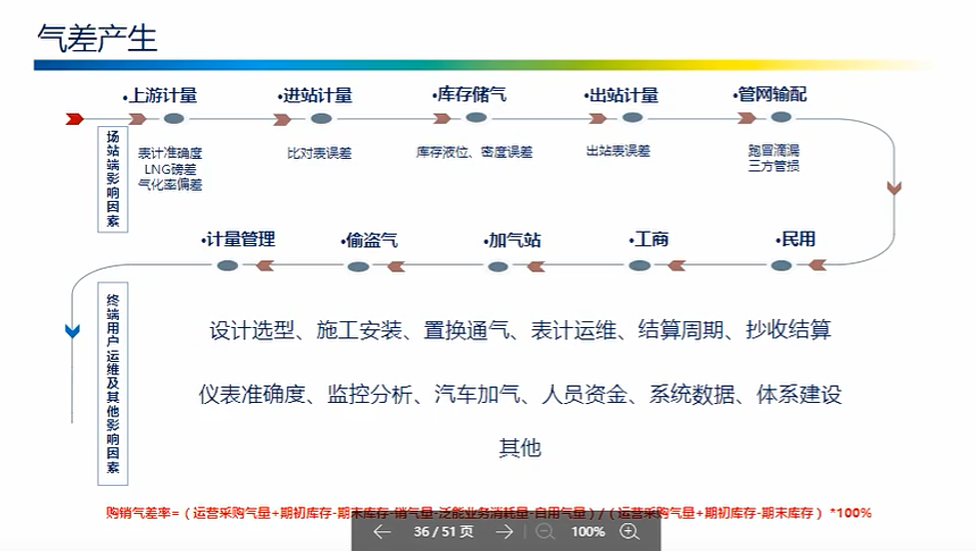 气差产生
•上游计量 •进站计量 •库存储气 •出站计量 •管网输配
场站端影响因素
表计准确度
LNG磅差
气化率偏差
比对表误差
库存液位、密度误差
出站表误差
跑冒滴漏
三方管损
•计量管理 •偷盗气 •加气站 •工商 •民用
终端用户运维及其他影响因素
设计选型、施工安装、置换通气、表计运维、结算周期、抄收结算
仪表准确度、监控分析、汽车加气、人员资金、系统数据、体系建设
其他
购销气差率=（运营采购气量+期初库存-期末库存-销气量-泛能业务消耗量-自用气量）/（运营采购气量+期初库存-期末库存）*100%
36 / 51 页 100%